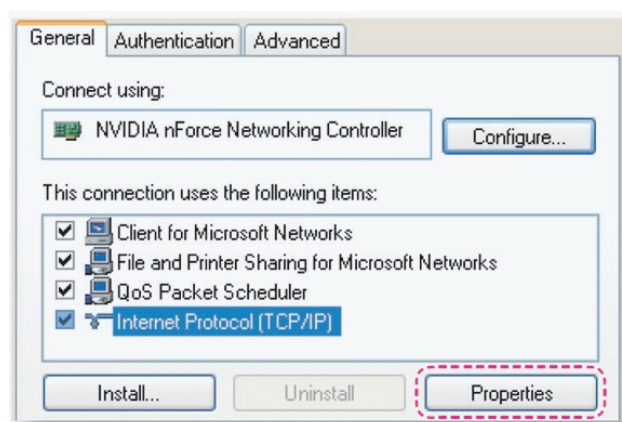 General Authentication Advanced
Connect using:
NVIDIA nForce Networking Controller Configure...
This connection uses the following items:
Client for Microsoft Networks
File and Printer Sharing for Microsoft Networks
QoS Packet Scheduler
Internet Protocol (TCP/IP)
Install... Uninstall Properties